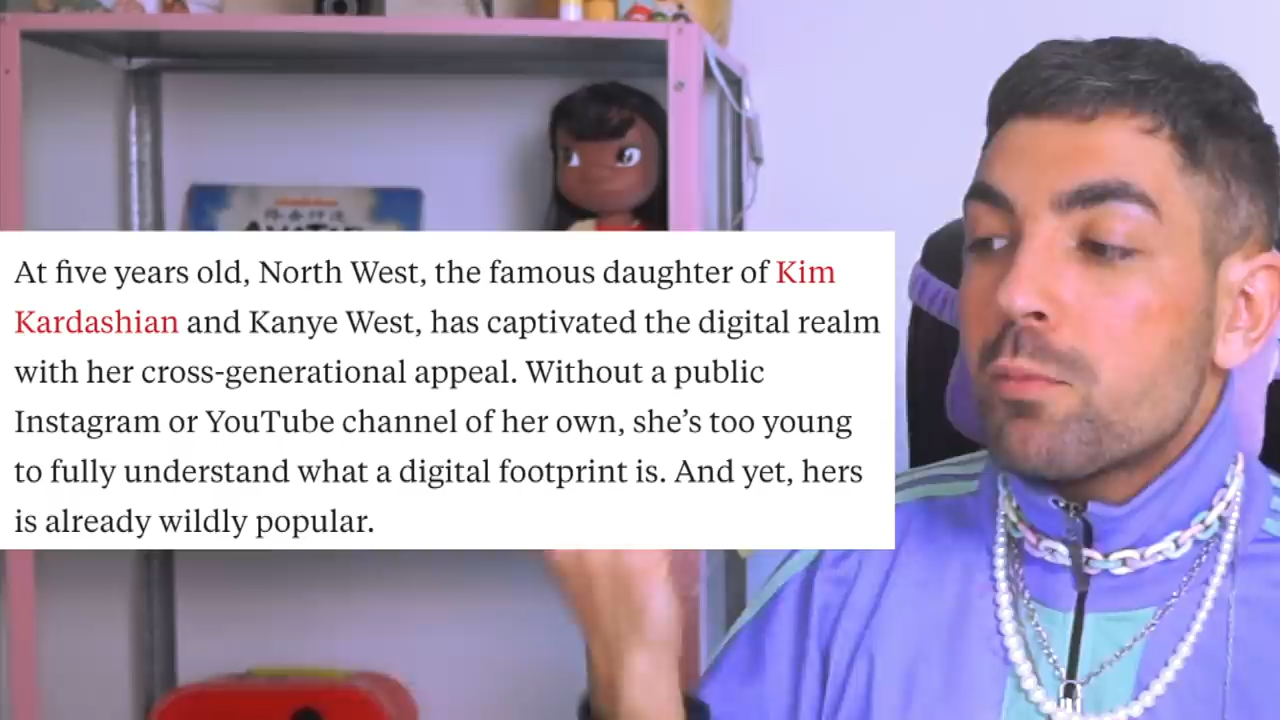 nickelodeon
AVATAR
At five years old, North West, the famous daughter of Kim
Kardashian and Kanye West, has captivated the digital realm
with her cross-generational appeal. Without a public
Instagram or YouTube channel of her own, she’s too young
to fully understand what a digital footprint is. And yet, hers
is already wildly popular.